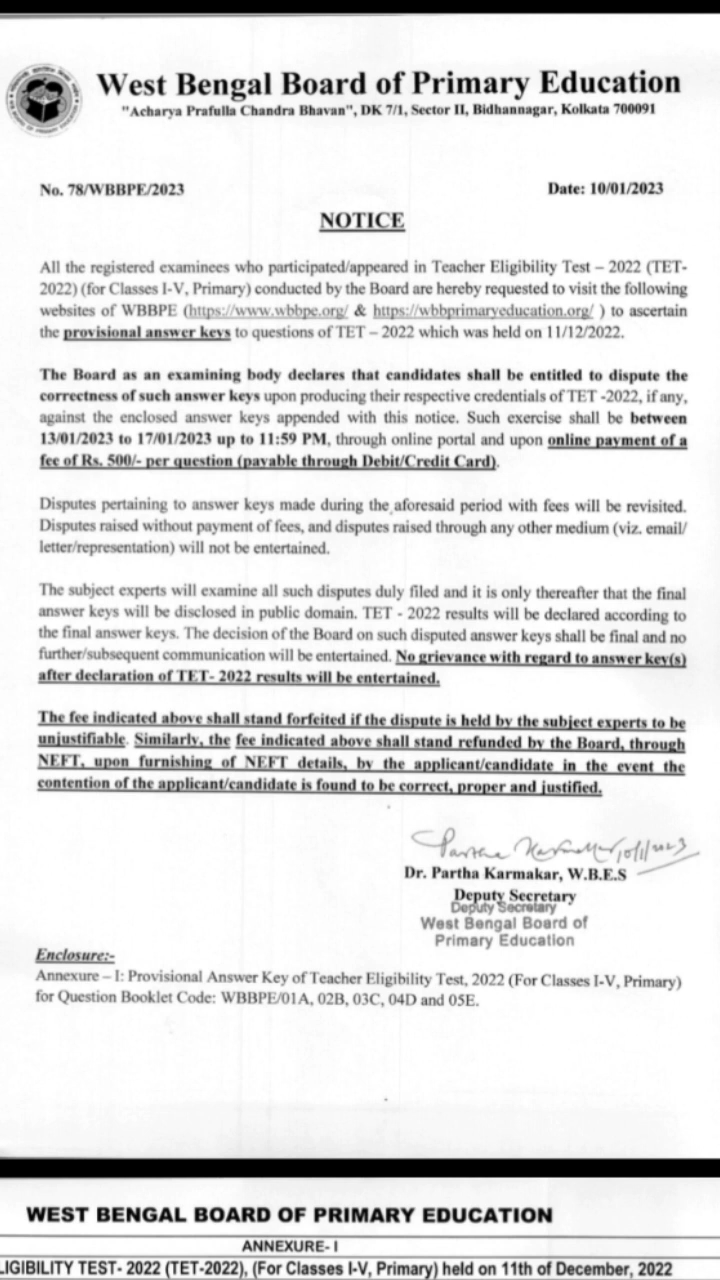 West Bengal Board of Primary Education
"Acharya Prafulla Chandra Bhavan", DK 7/1, Sector II, Bidhannagar, Kolkata 700091
No. 78/WBBPE/2023 Date: 10/01/2023
NOTICE
All the registered examinees who participated/appeared in Teacher Eligibility Test – 2022 (TET-
2022) (for Classes I-V, Primary) conducted by the Board are hereby requested to visit the following
websites of WBBPE (https://www.wbbpe.org/ & https://wbbprimaryeducation.org/ ) to ascertain
the provisional answer keys to questions of TET – 2022 which was held on 11/12/2022.
The Board as an examining body declares that candidates shall be entitled to dispute the
correctness of such answer keys upon producing their respective credentials of TET -2022, if any,
against the enclosed answer keys appended with this notice. Such exercise shall be between
13/01/2023 to 17/01/2023 up to 11:59 PM, through online portal and upon online payment of a
fee of Rs. 500/- per question (payable through Debit/Credit Card).
Disputes pertaining to answer keys made during the aforesaid period with fees will be revisited.
Disputes raised without payment of fees, and disputes raised through any other medium (viz. email/
letter/representation) will not be entertained.
The subject experts will examine all such disputes duly filed and it is only thereafter that the final
answer keys will be disclosed in public domain. TET - 2022 results will be declared according to
the final answer keys. The decision of the Board on such disputed answer keys shall be final and no
further/subsequent communication will be entertained. No grievance with regard to answer key(s)
after declaration of TET- 2022 results will be entertained.
The fee indicated above shall stand forfeited if the dispute is held by the subject experts to be
unjustifiable. Similarly, the fee indicated above shall stand refunded by the Board, through
NEFT, upon furnishing of NEFT details, by the applicant/candidate in the event the
contention of the applicant/candidate is found to be correct, proper and justified.
Partha Karmakar 10/1/2023
Dr. Partha Karmakar, W.B.E.S
Deputy Secretary
Deputy Secretary
West Bengal Board of
Primary Education
Enclosure:-
Annexure – I: Provisional Answer Key of Teacher Eligibility Test, 2022 (For Classes I-V, Primary)
for Question Booklet Code: WBBPE/01A, 02B, 03C, 04D and 05E.
WEST BENGAL BOARD OF PRIMARY EDUCATION
ANNEXURE- I
LIGIBILITY TEST- 2022 (TET-2022), (For Classes I-V, Primary) held on 11th of December, 2022